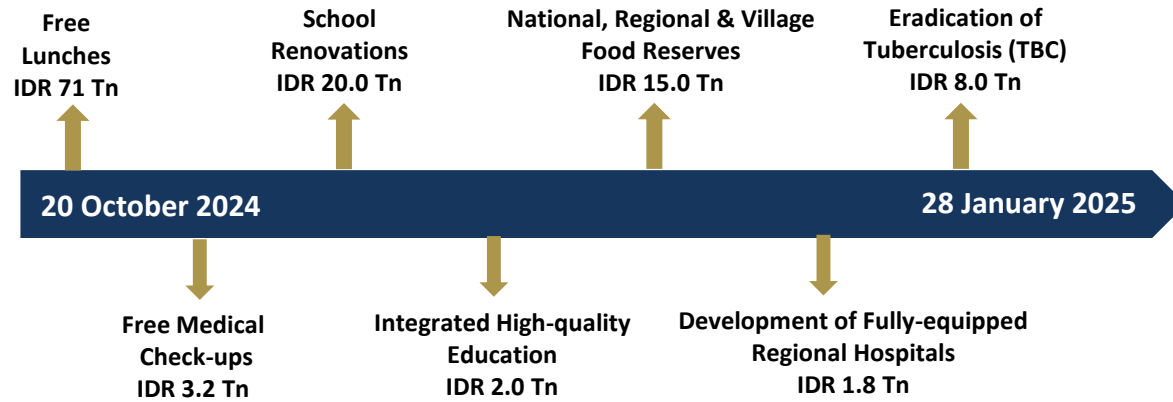 Free
Lunches
IDR 71 Tn
School
Renovations
IDR 20.0 Tn
National, Regional & Village
Food Reserves
IDR 15.0 Tn
Eradication of
Tuberculosis (TBC)
IDR 8.0 Tn
20 October 2024
28 January 2025
Free Medical
Check-ups
IDR 3.2 Tn
Integrated High-quality
Education
IDR 2.0 Tn
Development of Fully-equipped
Regional Hospitals
IDR 1.8 Tn